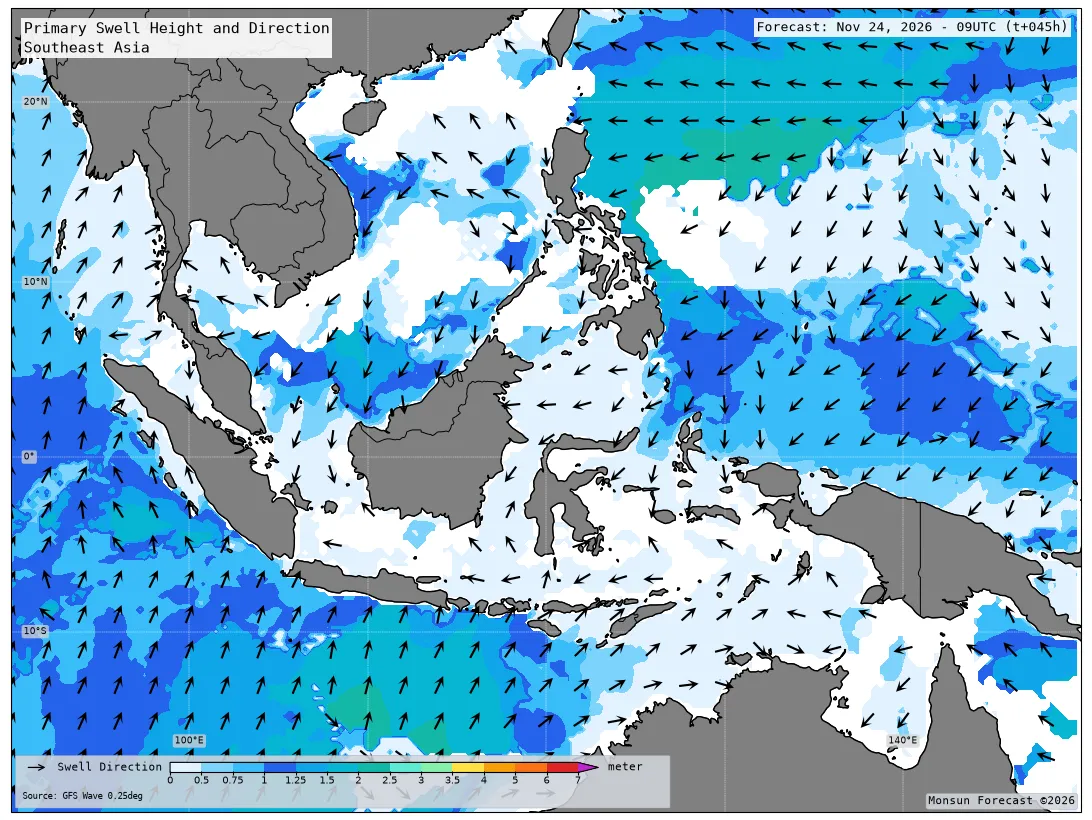 Primary Swell Height and Direction
Southeast Asia
Forecast: Nov 24, 2026 - 09UTC (t+045h)
20°N
10°N
0°
10°S
100°E
140°E
Swell Direction
0 0.5 0.75 1 1.25 1.5 2 2.5 3 3.5 4 5 6 7
meter
Source: GFS Wave 0.25deg
Monsun Forecast ©2026